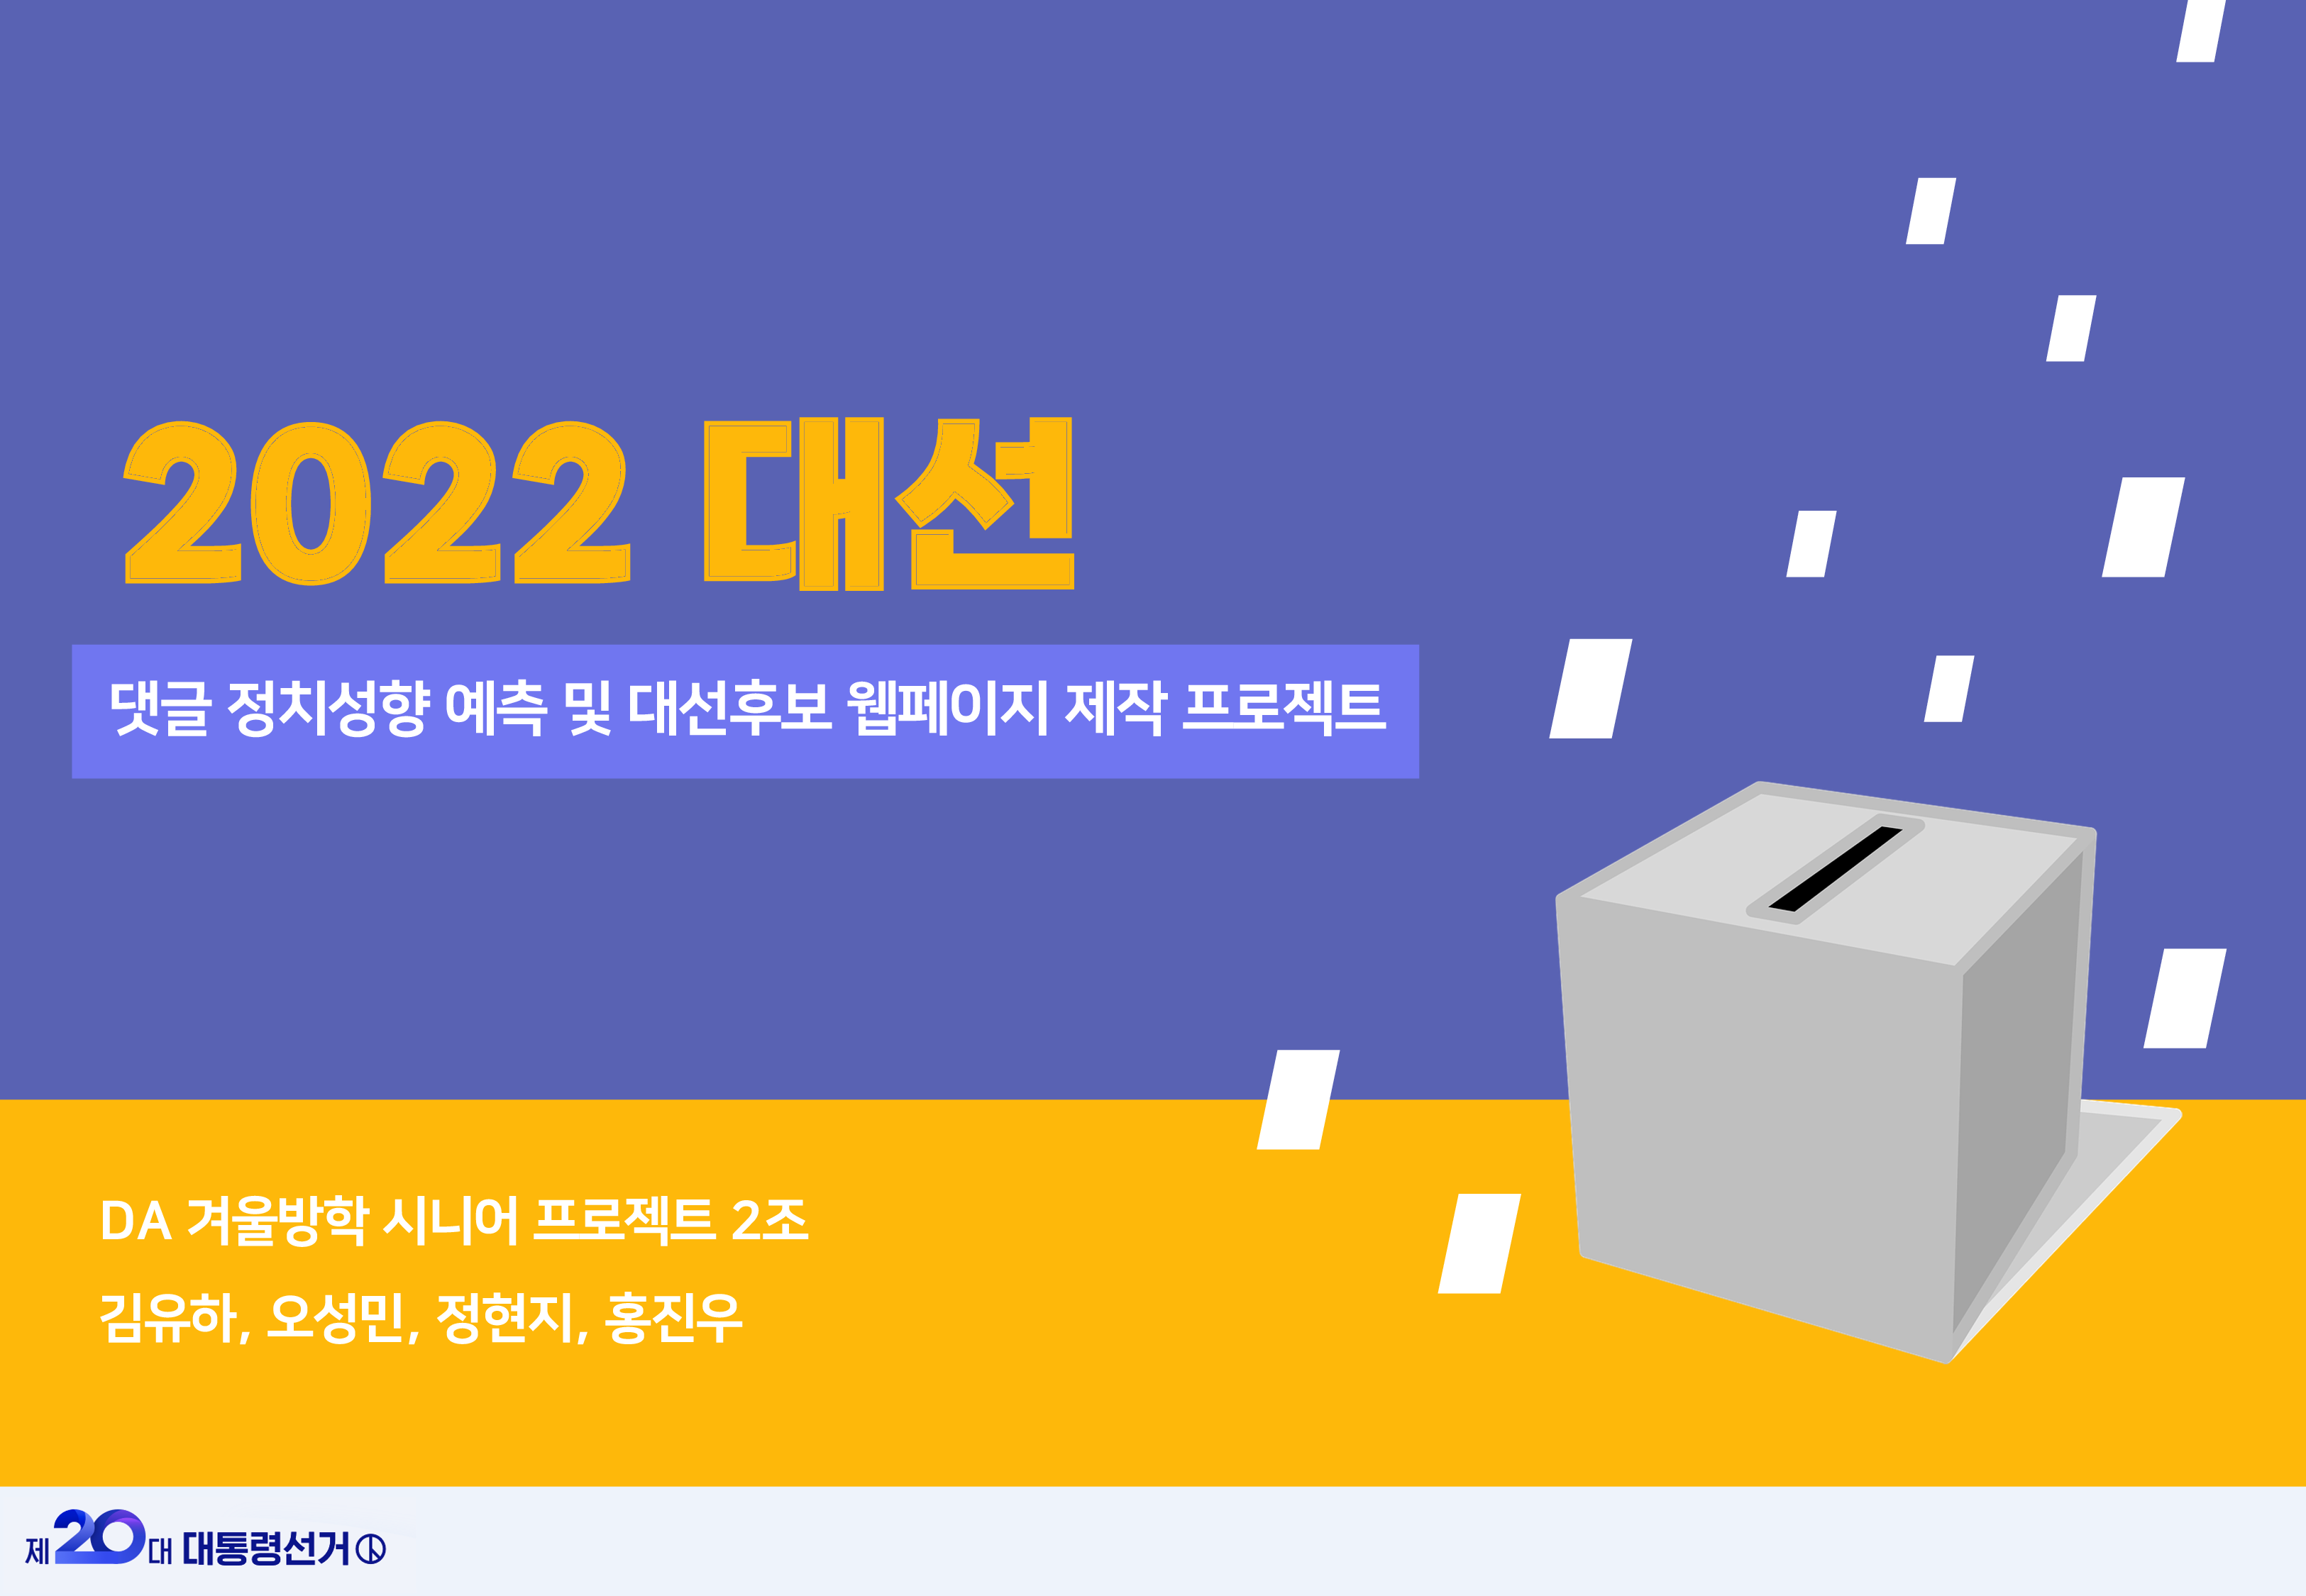 2022 대선
댓글 정치성향 예측 및 대선후보 웹페이지 제작 프로젝트
DA 겨울방학 시니어 프로젝트 2조
김유하, 오성민, 정현지, 홍진우
제20대 대통령선거